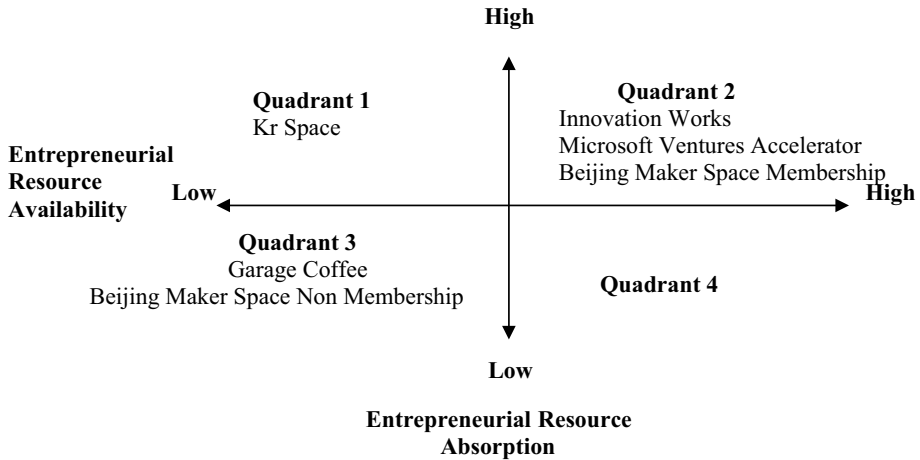 High
Quadrant 1
Kr Space
Quadrant 2
Innovation Works
Microsoft Ventures Accelerator
Beijing Maker Space Membership
Entrepreneurial
Resource
Availability
Low
High
Quadrant 3
Garage Coffee
Beijing Maker Space Non Membership
Quadrant 4
Low
Entrepreneurial Resource
Absorption